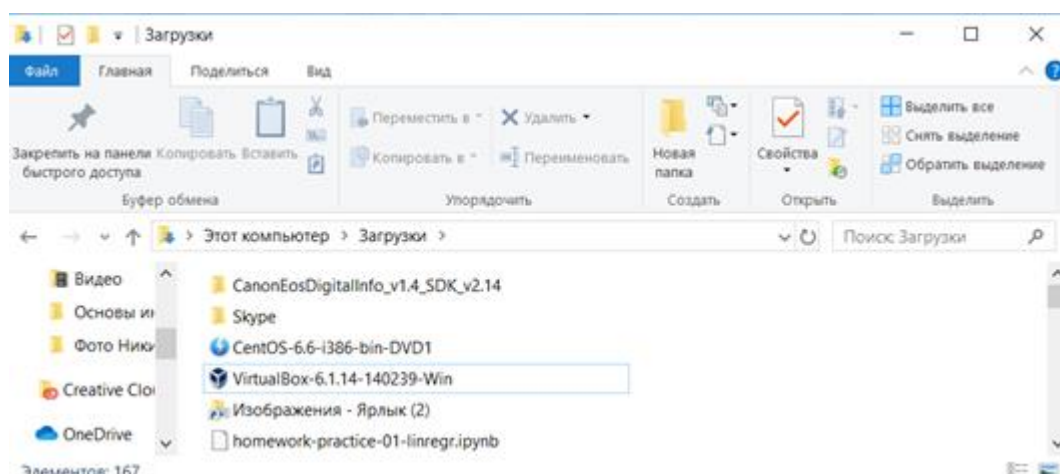 Загрузки
Файл Главная Поделиться Вид
Закрепить на панели быстрого доступа
Копировать
Вставить
Переместить в
Копировать в
Удалить
Переименовать
Новая папка
Свойства
Выделить все
Снять выделение
Обратить выделение
Буфер обмена Упорядочить Создать Открыть Выделить
Этот компьютер > Загрузки >
Поиск: Загрузки
Видео
Основы
Фото
Creative
OneDrive
CanonEosDigitalInfo_v1.4_SDK_v2.14
Skype
CentOS-6.6-i386-bin-DVD1
VirtualBox-6.1.14-140239-Win
Изображения - Ярлык (2)
homework-practice-01-linregr.ipynb
Элементов: 167